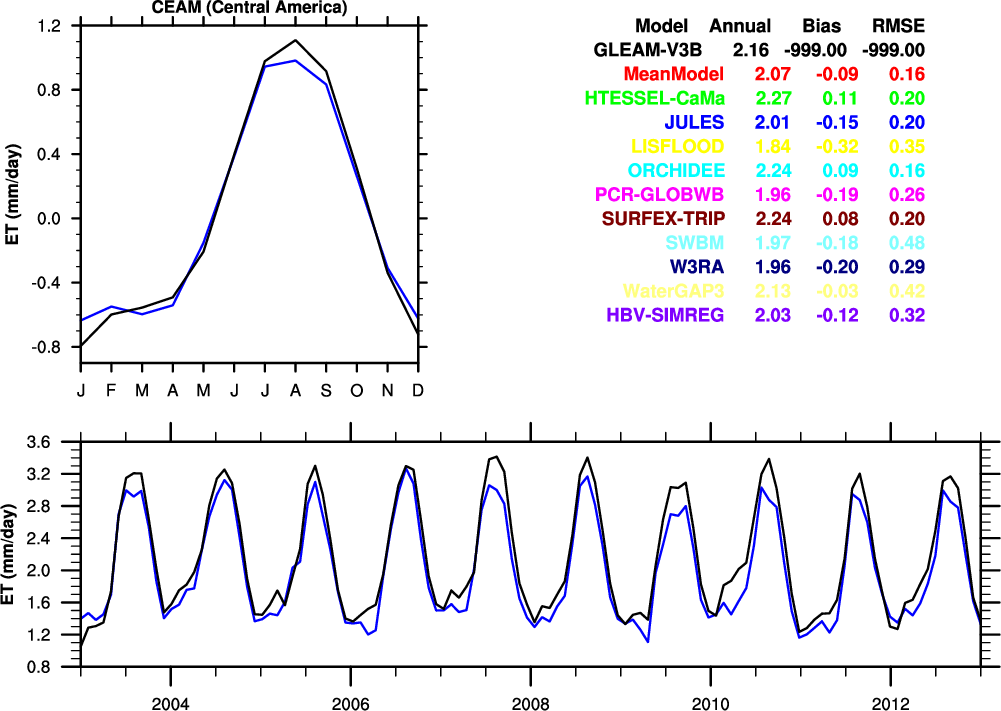 CEAM (Central America)
ET (mm/day)
1.2
0.8
0.4
0.0
-0.4
-0.8
J F M A M J J A S O N D
Model Annual Bias RMSE
GLEAM-V3B 2.16 -999.00 -999.00
MeanModel 2.07 -0.09 0.16
HTESSEL-CaMa 2.27 0.11 0.20
JULES 2.01 -0.15 0.20
LISFLOOD 1.84 -0.32 0.35
ORCHIDEE 2.24 0.09 0.16
PCR-GLOBWB 1.96 -0.19 0.26
SURFEX-TRIP 2.24 0.08 0.20
SWBM 1.97 -0.18 0.48
W3RA 1.96 -0.20 0.29
WaterGAP3 2.13 -0.03 0.42
HBV-SIMREG 2.03 -0.12 0.32
ET (mm/day)
3.6
3.2
2.8
2.4
2.0
1.6
1.2
0.8
2004 2006 2008 2010 2012